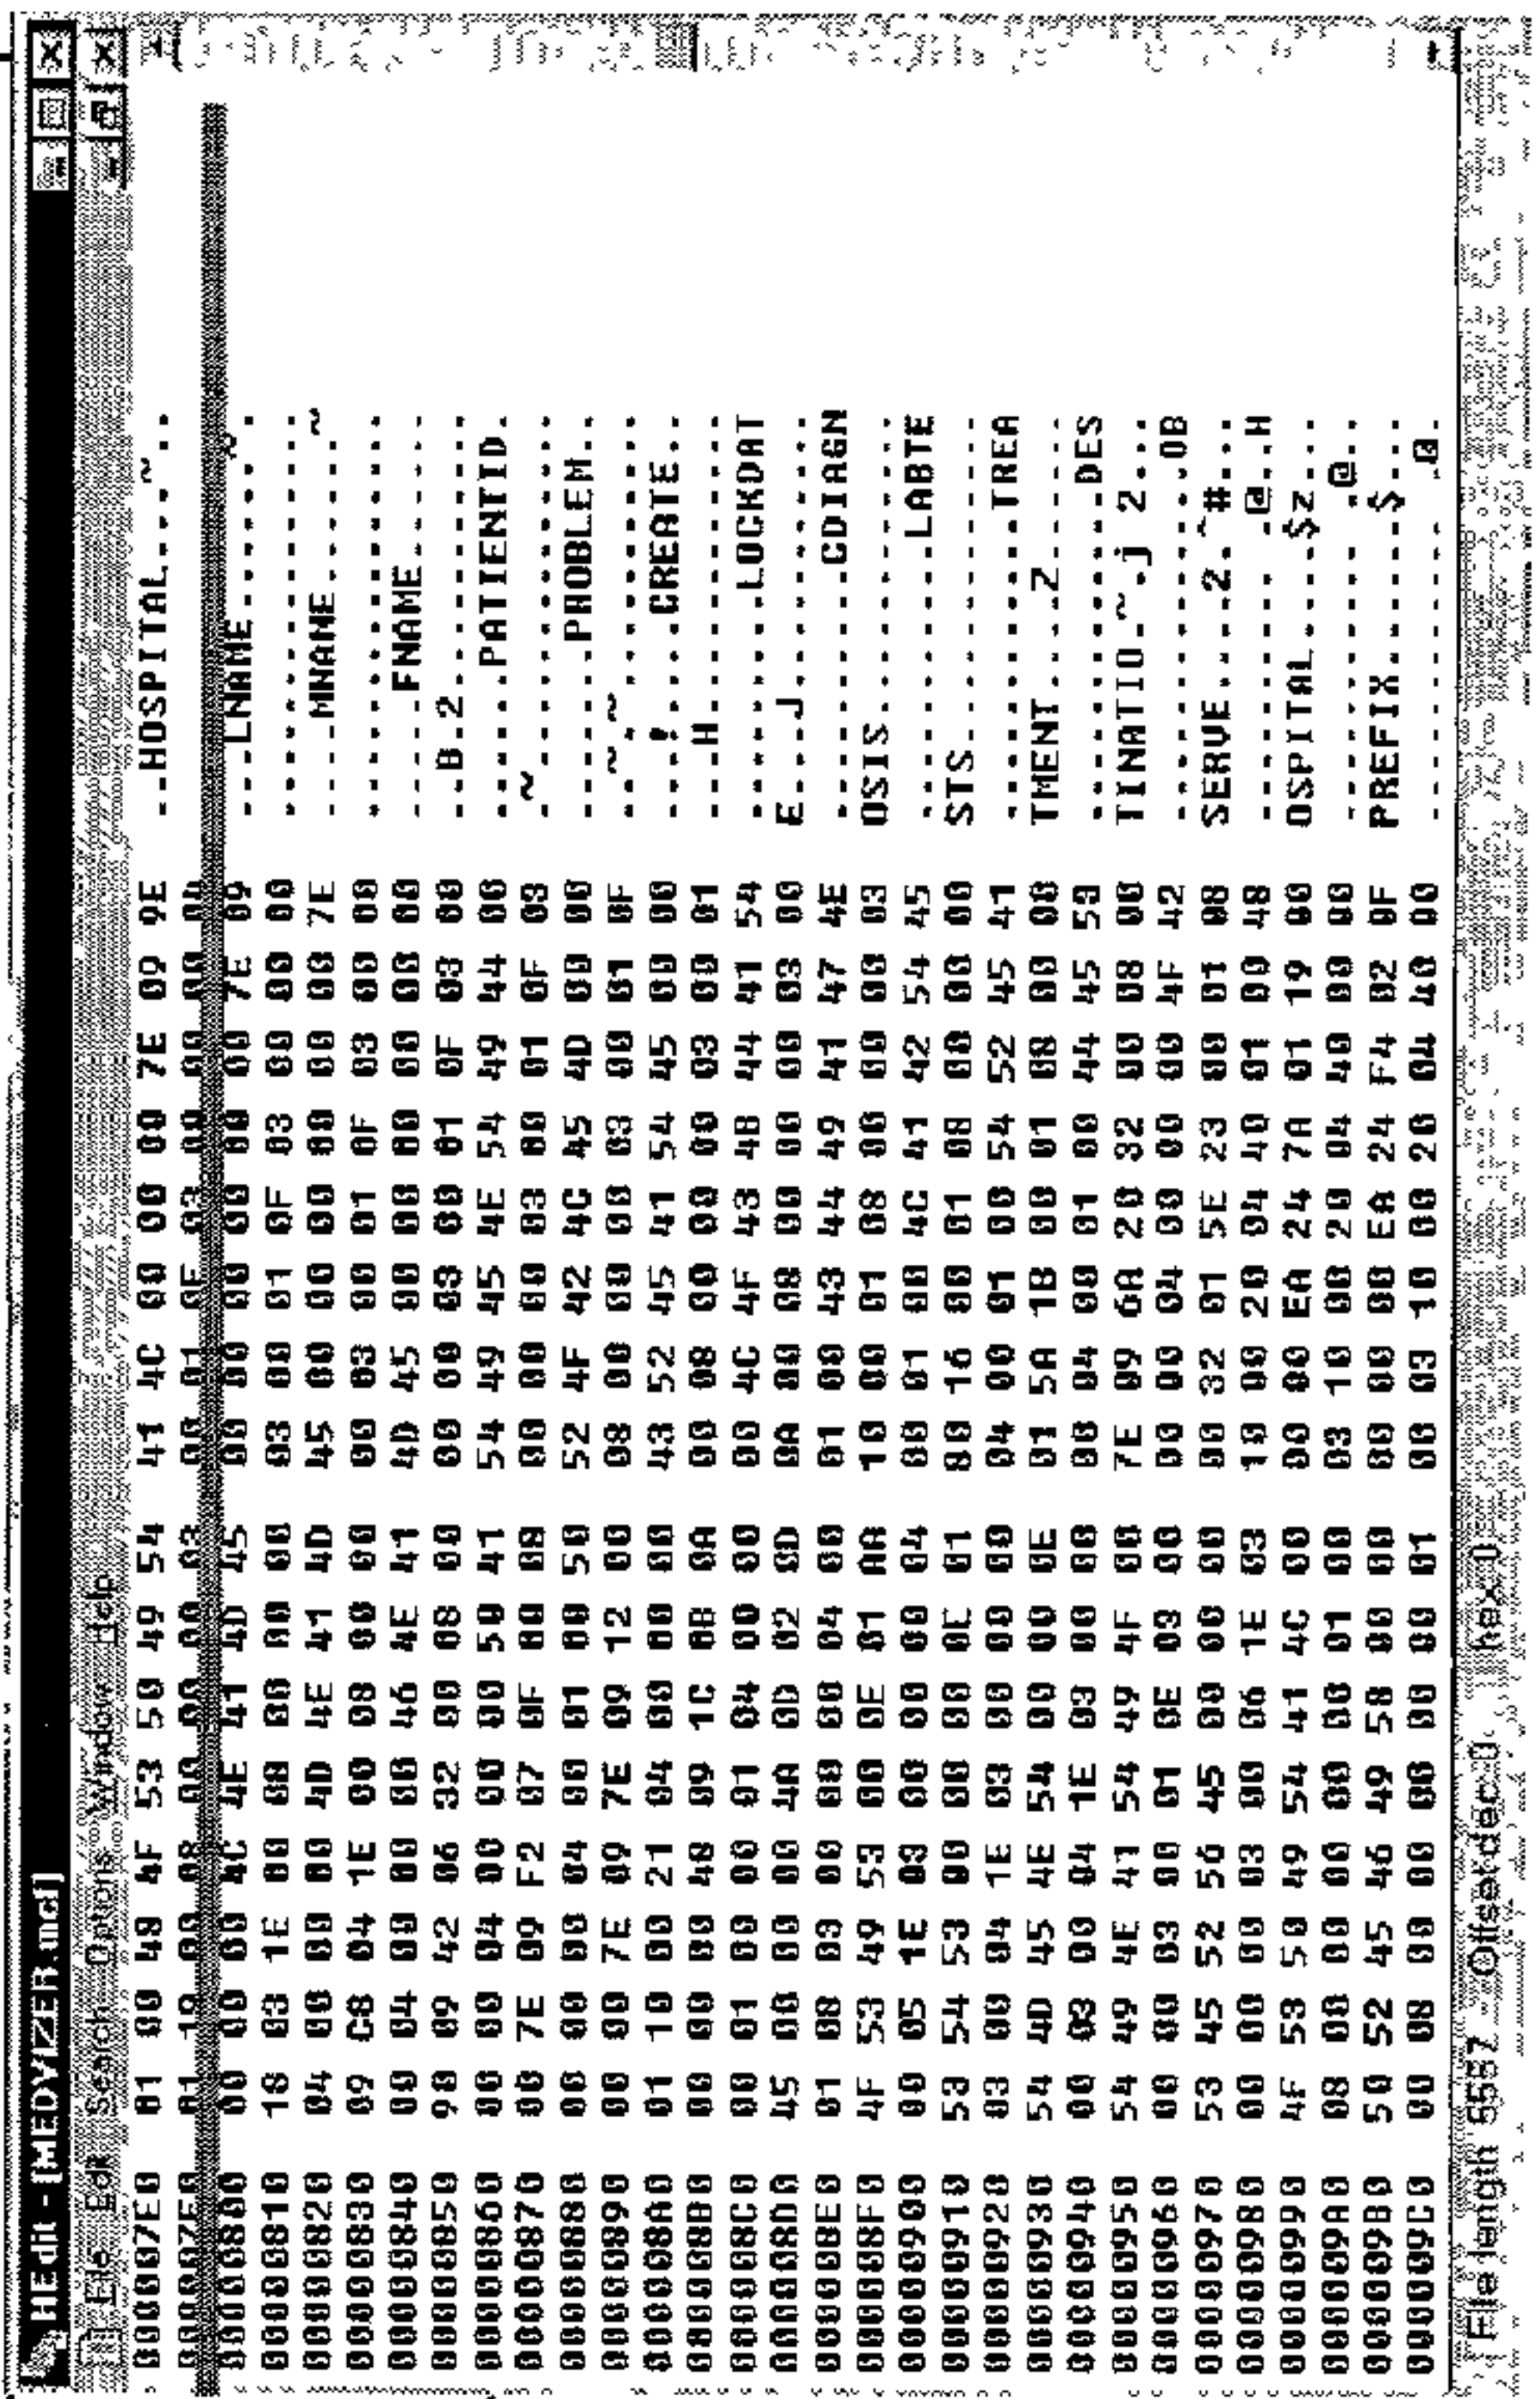 HEdit - [MEDYIZER.mcl]
File Edit Search Options Window Help
000007E0 01 00 48 4F 53 50 49 54 41 4C 00 00 00 7E 09 9E ..HOSPITAL...~..
00000800 00 00 00 4C 4E 41 4D 45 00 00 00 00 00 00 7E 09 ...LNAME......~.
00000810 18 03 1E 00 00 00 00 00 03 00 01 0F 03 00 00 00 ................
00000820 04 00 00 00 4D 4E 41 4D 45 00 00 00 00 00 00 7E ....MNAME......~
00000830 09 C8 04 1E 00 08 00 00 00 03 00 01 0F 03 00 00 ................
00000840 00 04 00 00 00 46 4E 41 4D 45 00 00 00 00 00 00 .....FNAME......
00000850 98 09 42 06 32 00 08 00 00 00 03 00 01 0F 03 00 ..B.2...........
00000860 00 00 04 00 00 00 50 41 54 49 45 4E 54 49 44 00 ......PATIENTID.
00000870 00 7E 09 F2 07 0F 00 08 00 00 00 03 00 01 0F 03 .~..............
00000880 00 00 00 04 00 01 00 50 52 4F 42 4C 45 4D 00 00 .......PROBLEM..
00000890 00 00 7E 09 7E 09 12 00 08 00 00 00 03 00 01 0F ..~.~...........
000008A0 01 10 00 21 04 00 00 00 43 52 45 41 54 45 00 00 ...!....CREATE..
000008B0 00 00 00 48 09 1C 0B 0A 00 08 00 00 00 03 00 01 ...H............
000008C0 00 01 00 00 01 04 00 00 00 4C 4F 43 4B 44 41 54 .........LOCKDAT
000008D0 45 00 00 00 4A 0D 02 0D 0A 00 08 00 00 00 03 00 E...J...........
000008E0 01 08 03 00 00 00 04 00 01 00 43 44 49 41 47 4E ..........CDIAGN
000008F0 4F 53 49 53 00 0E 01 AA 10 00 01 08 00 00 00 03 OSIS............
00000900 00 05 1E 03 00 00 00 04 00 01 00 4C 41 42 54 45 ...........LABTE
00000910 53 54 53 00 00 00 0E 01 80 16 00 01 08 00 00 00 STS.............
00000920 03 00 04 1E 03 00 00 00 04 00 01 00 54 52 45 41 ............TREA
00000930 54 4D 45 4E 54 00 00 0E 01 5A 1B 00 01 08 00 00 TMENT....Z......
00000940 00 03 00 04 1E 03 00 00 00 04 00 01 00 44 45 53 .............DES
00000950 54 49 4E 41 54 49 4F 00 7E 09 6A 20 32 00 08 00 TINATIO.~.j 2...
00000960 00 00 03 00 01 0E 03 00 00 00 04 00 00 00 4F 42 ..............OB
00000970 53 45 52 56 45 00 00 00 00 32 01 5E 23 00 01 08 SERVE....2.^#...
00000980 00 00 00 03 00 06 1E 03 10 00 20 04 40 01 00 48 .......... .@..H
00000990 4F 53 50 49 54 41 4C 00 00 00 EA 24 7A 01 19 00 OSPITAL....$z...
000009A0 08 00 00 00 00 00 01 00 03 10 00 20 04 40 00 00 ........... .@..
000009B0 50 52 45 46 49 58 00 00 00 00 00 EA 24 F4 02 0F PREFIX......$...
000009C0 00 08 00 00 00 00 00 01 00 03 10 00 20 04 40 00 ............ .@.
File length 8587 Offset dec:0 hex:0